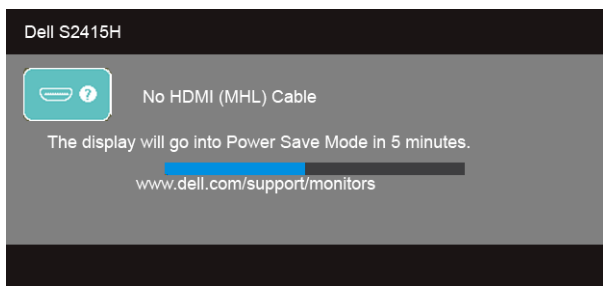 Dell S2415H
?
No HDMI (MHL) Cable
The display will go into Power Save Mode in 5 minutes.
www.dell.com/support/monitors